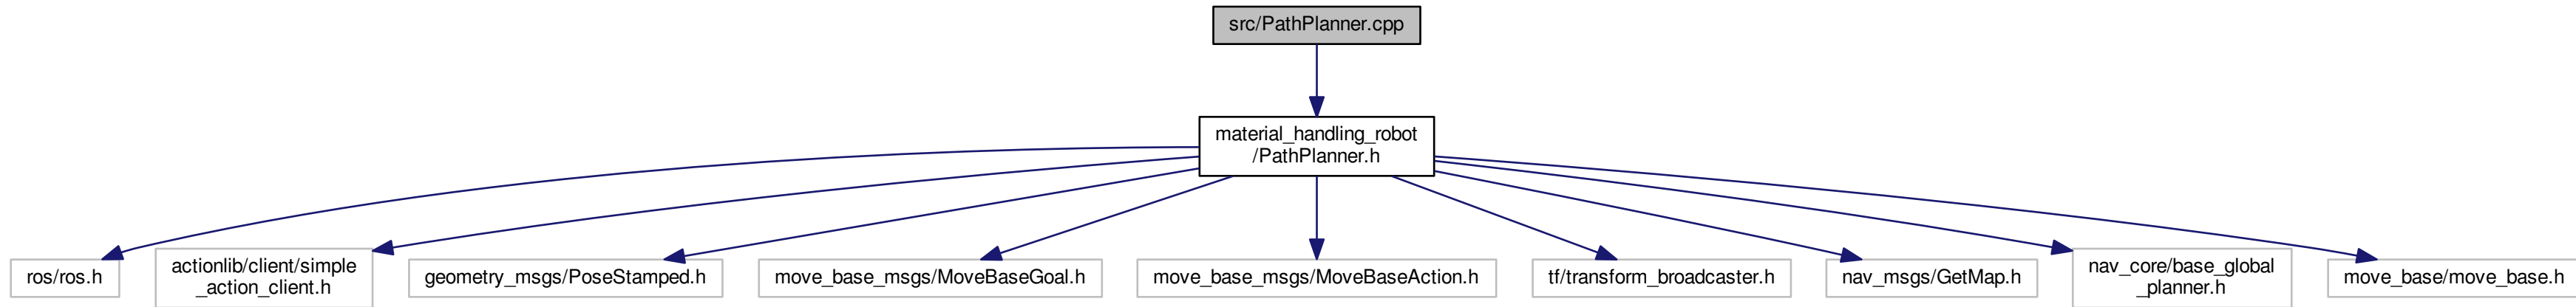 src/PathPlanner.cpp
material_handling_robot
/PathPlanner.h
ros/ros.h
actionlib/client/simple
_action_client.h
geometry_msgs/PoseStamped.h
move_base_msgs/MoveBaseGoal.h
move_base_msgs/MoveBaseAction.h
tf/transform_broadcaster.h
nav_msgs/GetMap.h
nav_core/base_global
_planner.h
move_base/move_base.h